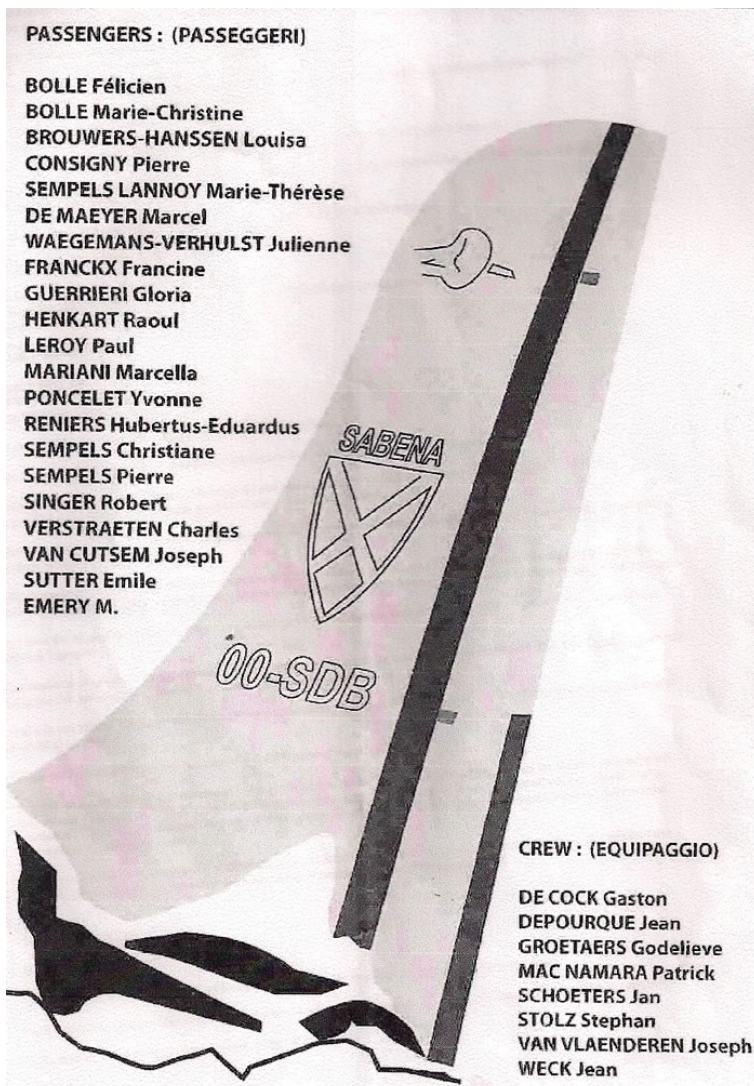 PASSENGERS : (PASSEGGERI)
BOLLE Félicien
BOLLE Marie-Christine
BROUWERS-HANSSEN Louisa
CONSIGNY Pierre
SEMPELS LANNOY Marie-Thérèse
DE MAEYER Marcel
WAEGEMANS-VERHULST Julienne
FRANCKX Francine
GUERRIERI Gloria
HENKART Raoul
LEROY Paul
MARIANI Marcella
PONCELET Yvonne
RENIERS Hubertus-Eduardus
SEMPELS Christiane
SEMPELS Pierre
SINGER Robert
VERSTRAETEN Charles
VAN CUTSEM Joseph
SUTTER Emile
EMERY M.
SABENA
OO-SDB
CREW : (EQUIPAGGIO)
DE COCK Gaston
DEPOURQUE Jean
GROETAERS Godelieve
MAC NAMARA Patrick
SCHOETERS Jan
STOLZ Stephan
VAN VLAENDEREN Joseph
WECK Jean